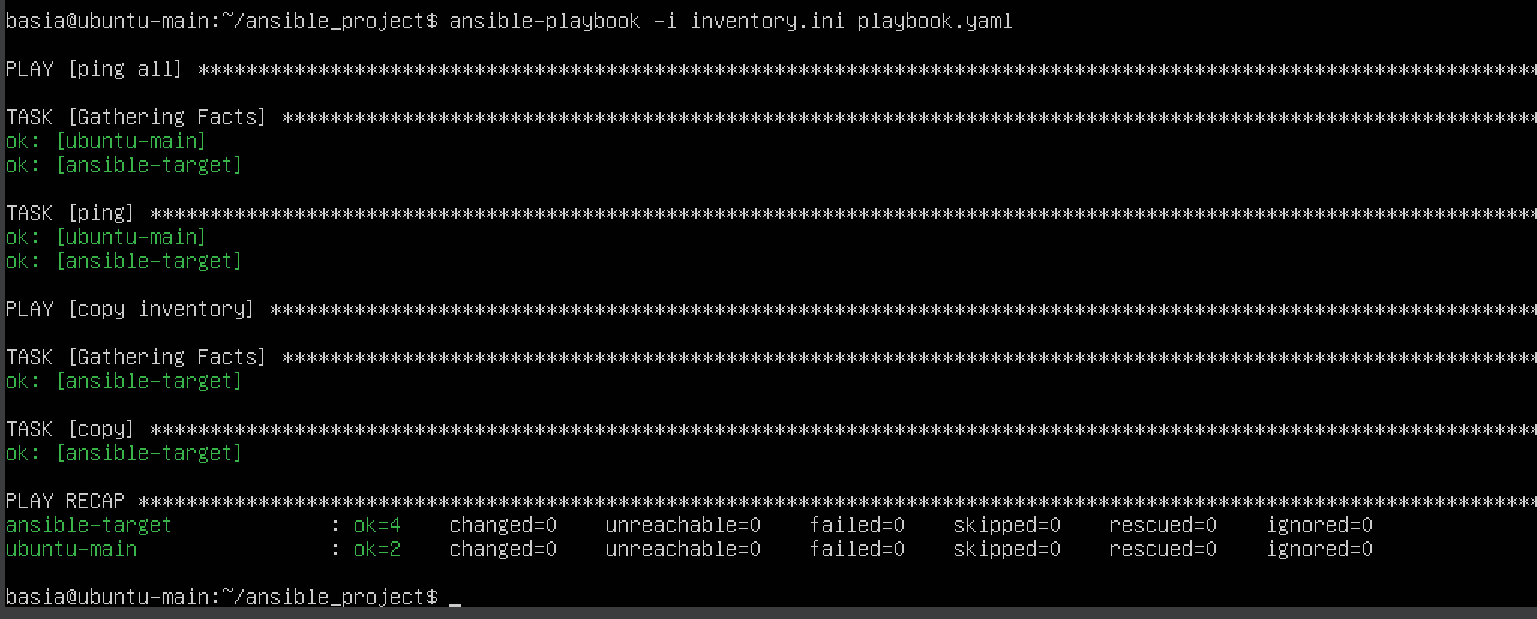 basia@ubuntu-main:~/ansible_project$ ansible-playbook -i inventory.ini playbook.yaml
PLAY [ping all] ****************************************************************************************************************
TASK [Gathering Facts] *********************************************************************************************************
ok: [ubuntu-main]
ok: [ansible-target]
TASK [ping] ********************************************************************************************************************
ok: [ubuntu-main]
ok: [ansible-target]
PLAY [copy inventory] **********************************************************************************************************
TASK [Gathering Facts] *********************************************************************************************************
ok: [ansible-target]
TASK [copy] ********************************************************************************************************************
ok: [ansible-target]
PLAY RECAP *********************************************************************************************************************
ansible-target             : ok=4    changed=0    unreachable=0    failed=0    skipped=0    rescued=0    ignored=0
ubuntu-main                : ok=2    changed=0    unreachable=0    failed=0    skipped=0    rescued=0    ignored=0
basia@ubuntu-main:~/ansible_project$ _